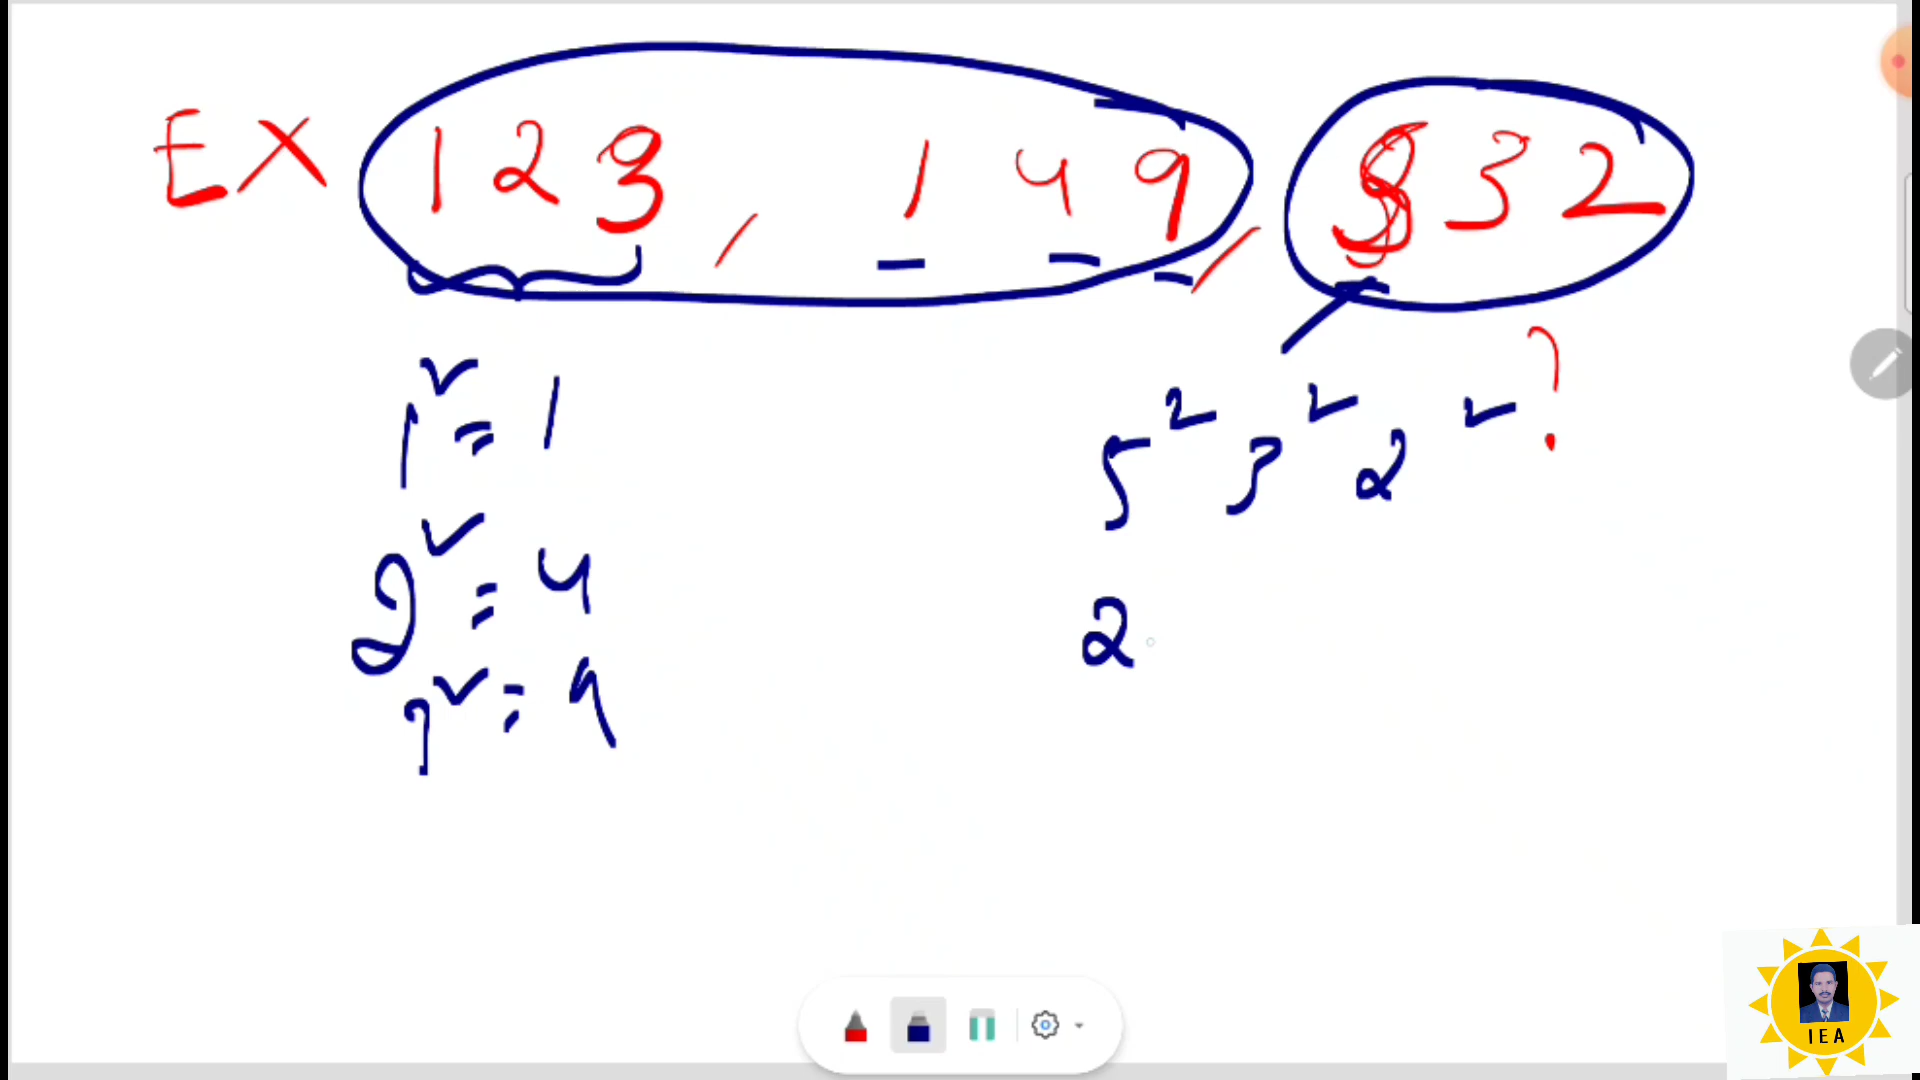 EX 123, 149, 532
?
1² = 1
5² 3² 2²
2² = 4
2
3² = 9
IEA